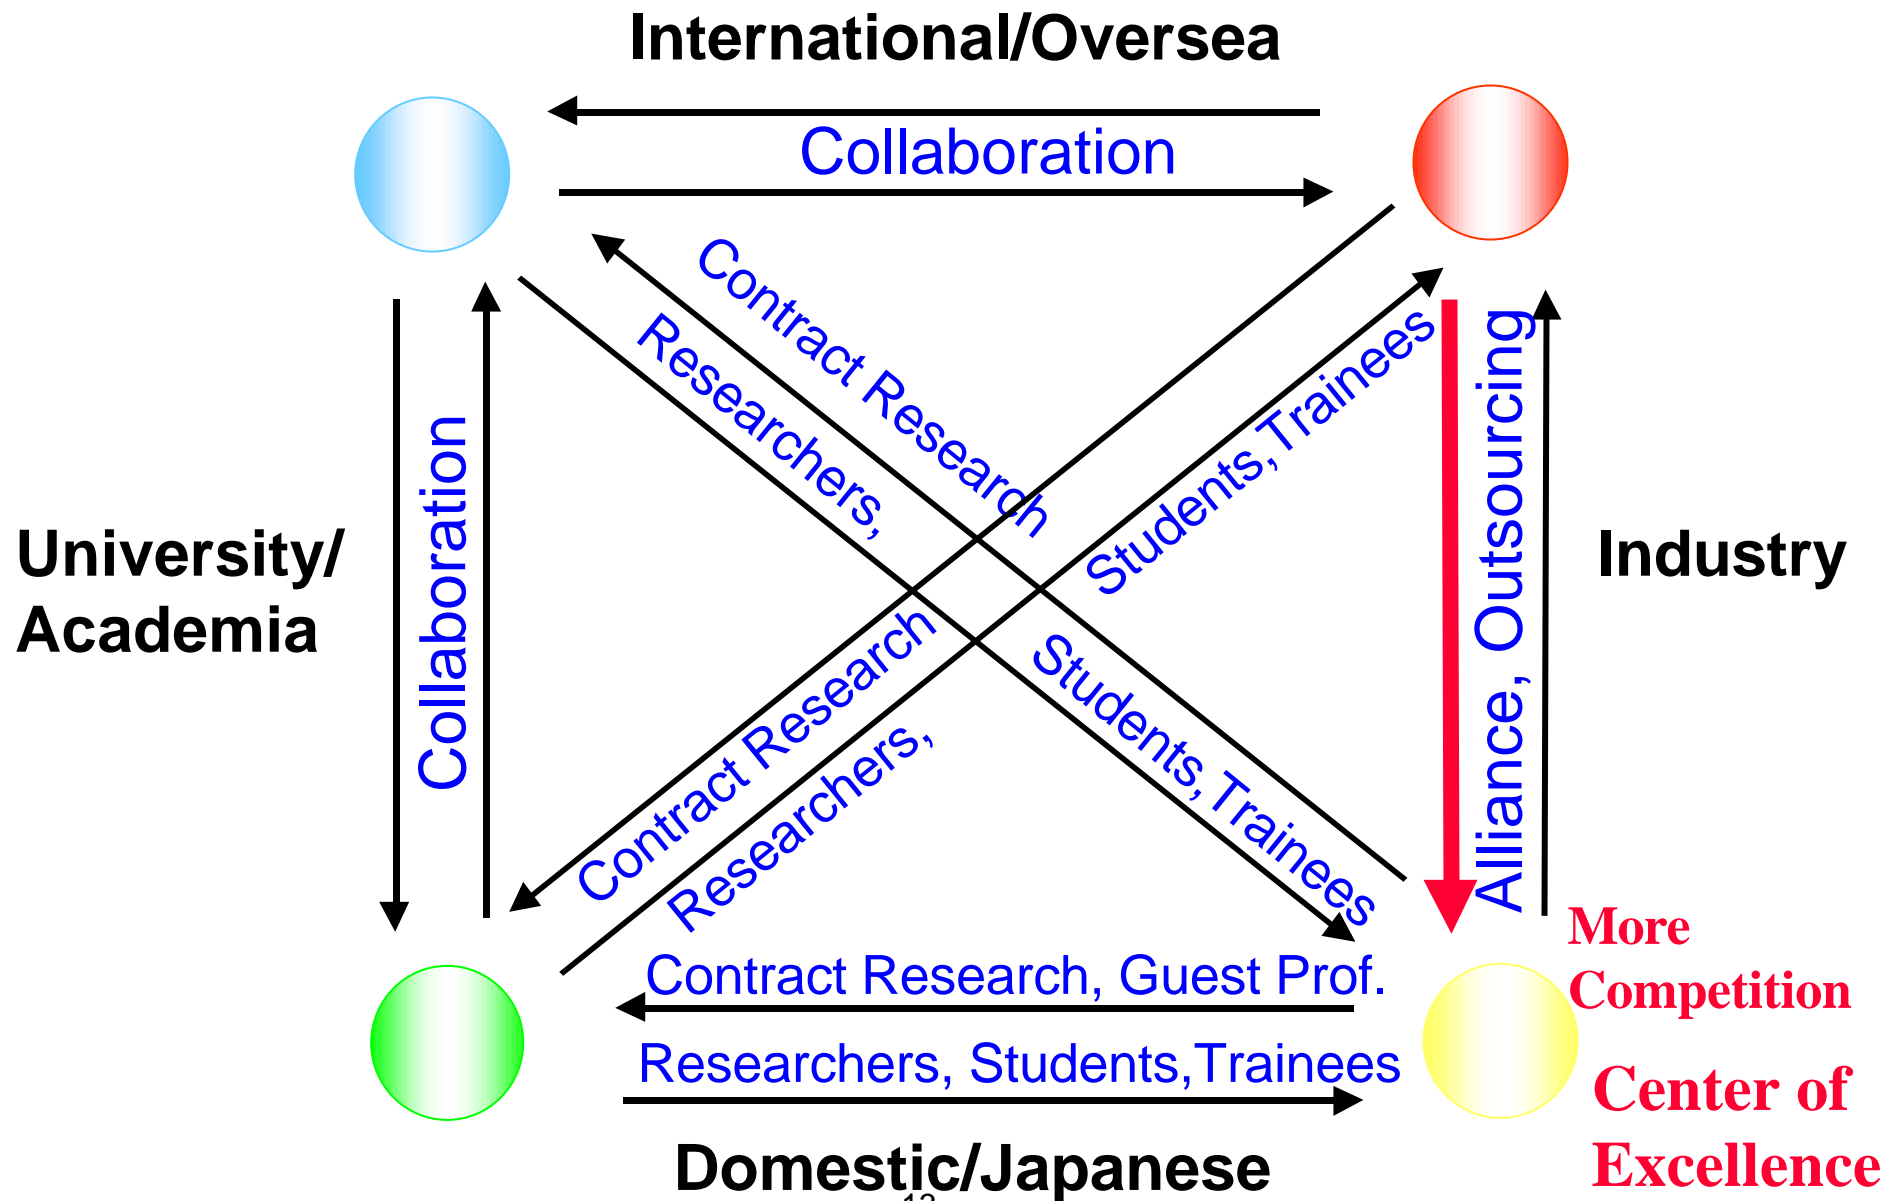 International/Oversea
Collaboration
Contract Research
Researchers,
Students,Trainees
Alliance, Outsourcing
Collaboration
University/
Academia
Industry
Contract Research
Researchers,
Students,Trainees
More
Competition
Contract Research, Guest Prof.
Researchers, Students,Trainees
Center of
Excellence
Domestic/Japanese